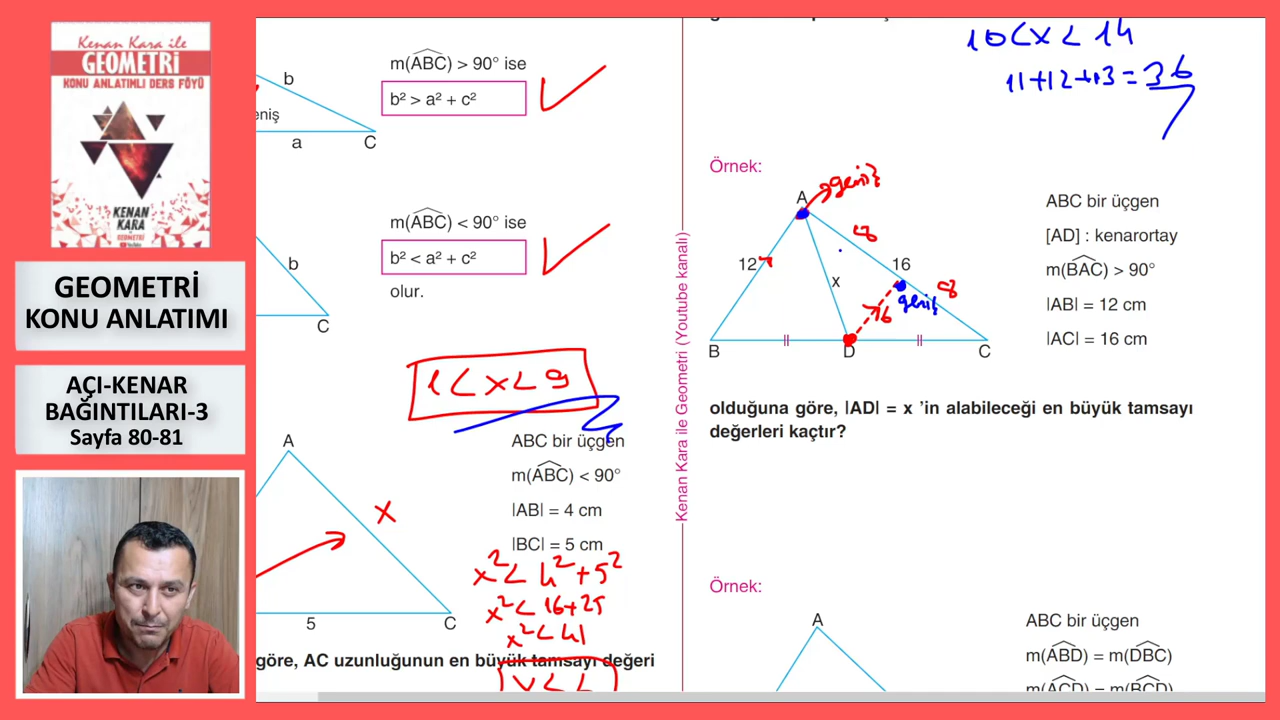 Kenan Kara ile
GEOMETRİ
KONU ANLATIMLI DERS FÖYÜ
KENAN
KARA
GEOMETRİ
KONU ANLATIMI
AÇI-KENAR
BAĞINTILARI-3
Sayfa 80-81
b
eniş
a
C
m(ABC) > 90° ise
b² > a² + c²
b
C
m(ABC) < 90° ise
b² < a² + c²
olur.
1 < x < 9
A
x
5
C
ABC bir üçgen
m(ABC) < 90°
|AB| = 4 cm
|BC| = 5 cm
x² < 4² + 5²
x² < 16+25
x² < 41
göre, AC uzunluğunun en büyük tamsayı değeri
Kenan Kara ile Geometri (Youtube kanalı)
10 < x < 14
11+12+13 = 36
Örnek:
A
geniş
8
12
16
x
8
geniş
6
B
D
C
ABC bir üçgen
[AD] : kenarortay
m(BAC) > 90°
|AB| = 12 cm
|AC| = 16 cm
olduğuna göre, |AD| = x 'in alabileceği en büyük tamsayı
değerleri kaçtır?
Örnek:
A
ABC bir üçgen
m(ABD) = m(DBC)
m(ACD) = m(BCD)